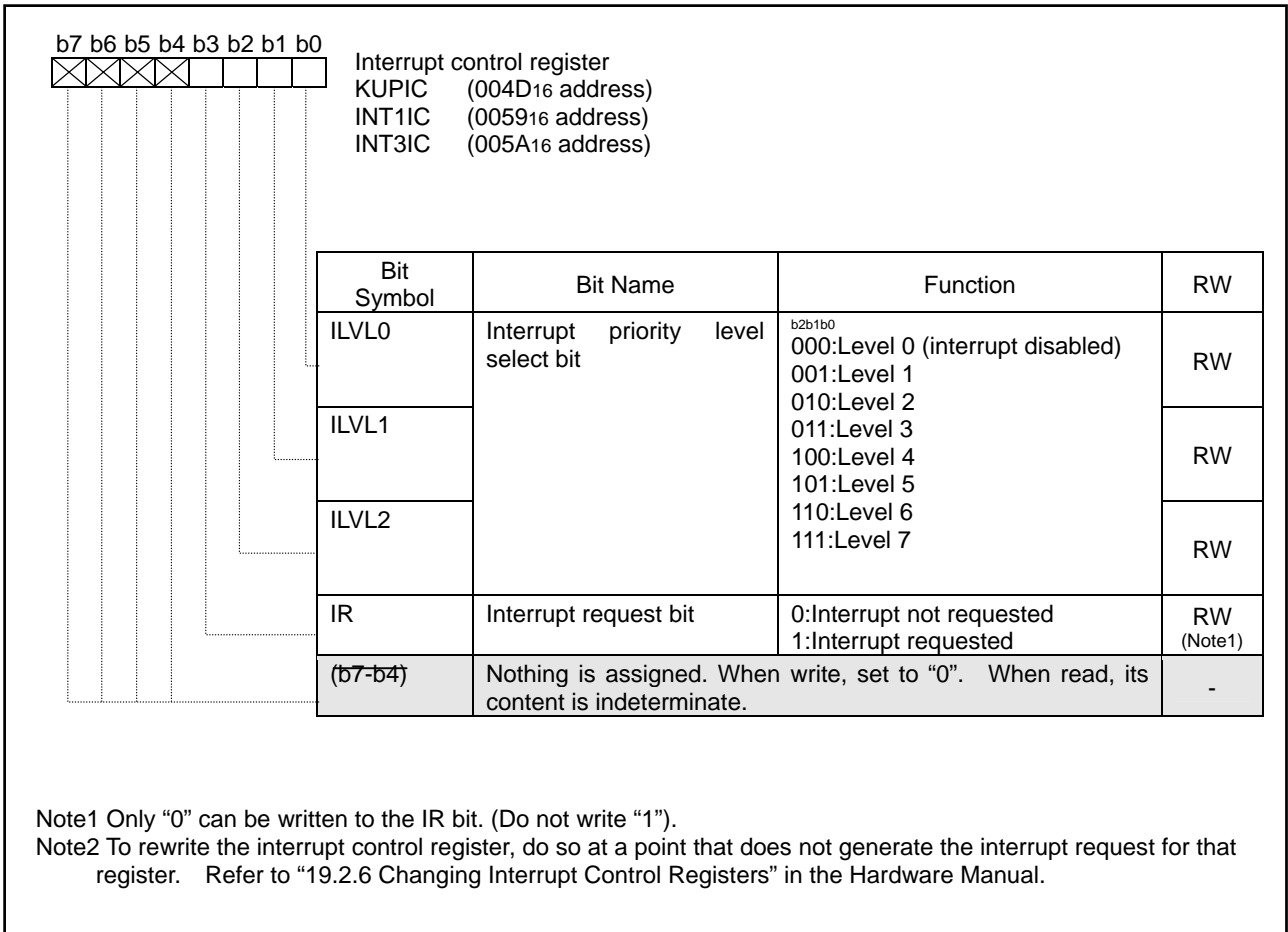 b7 b6 b5 b4 b3 b2 b1 b0
Interrupt control register
KUPIC (004D16 address)
INT1IC (005916 address)
INT3IC (005A16 address)
Bit Symbol Bit Name Function RW
ILVL0 Interrupt priority level select bit
b2b1b0
000:Level 0 (interrupt disabled)
001:Level 1
010:Level 2
011:Level 3
100:Level 4
101:Level 5
110:Level 6
111:Level 7
RW
ILVL1 RW
ILVL2 RW
IR Interrupt request bit 0:Interrupt not requested
1:Interrupt requested
RW
(Note1)
(b7-b4) Nothing is assigned. When write, set to “0”. When read, its
content is indeterminate.
-
Note1 Only “0” can be written to the IR bit. (Do not write “1”).
Note2 To rewrite the interrupt control register, do so at a point that does not generate the interrupt request for that
register. Refer to “19.2.6 Changing Interrupt Control Registers” in the Hardware Manual.